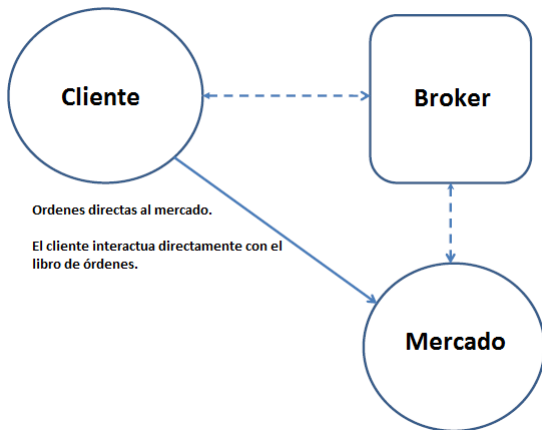 Cliente
Broker
Ordenes directas al mercado.
El cliente interactua directamente con el
libro de órdenes.
Mercado